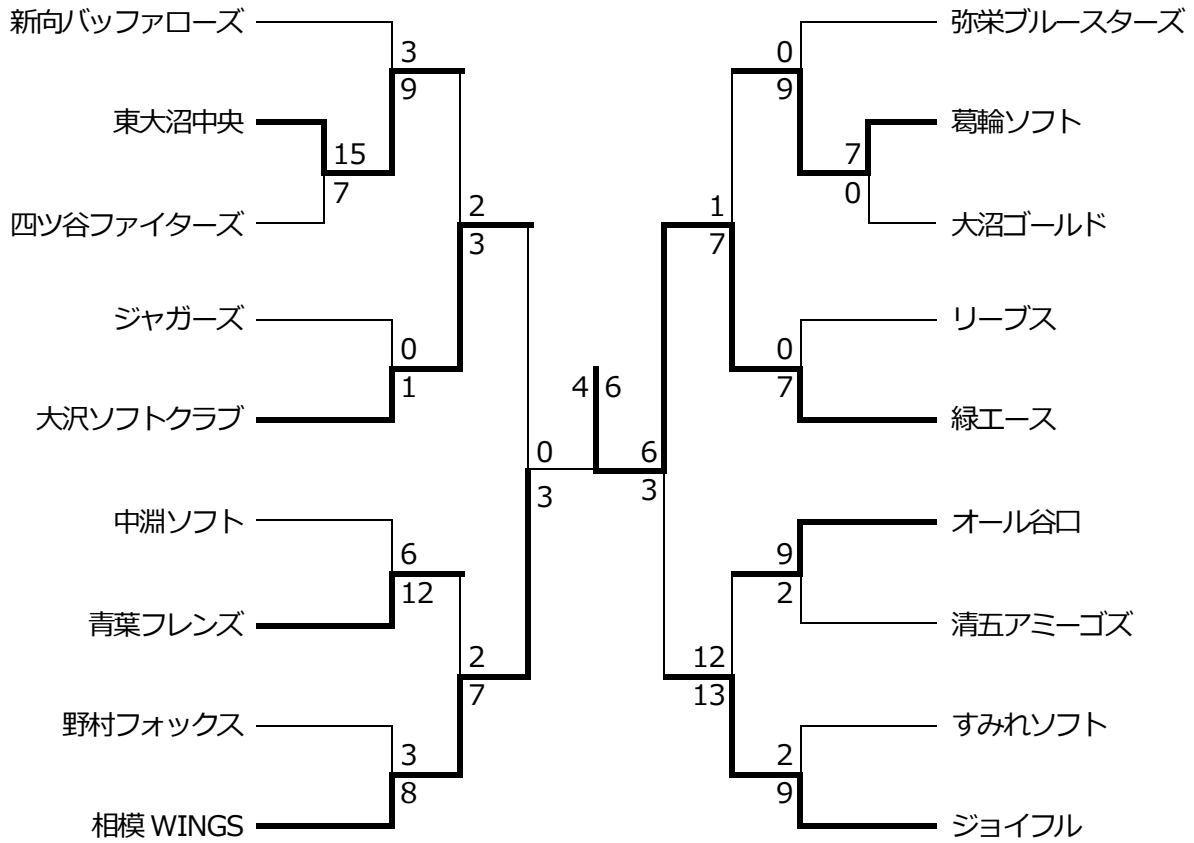 新向バッファローズ
3
9
東大沼中央
15
7
四ツ谷ファイターズ
2
3
ジャガーズ
0
1
大沢ソフトクラブ
0
3
中淵ソフト
6
12
青葉フレンズ
2
7
野村フォックス
3
8
相模 WINGS
4 6
弥栄ブルースターズ
0
9
葛輪ソフト
7
0
大沼ゴールド
1
7
リーブス
0
7
緑エース
6
3
オール谷口
9
2
清五アミーゴズ
12
13
すみれソフト
2
9
ジョイフル